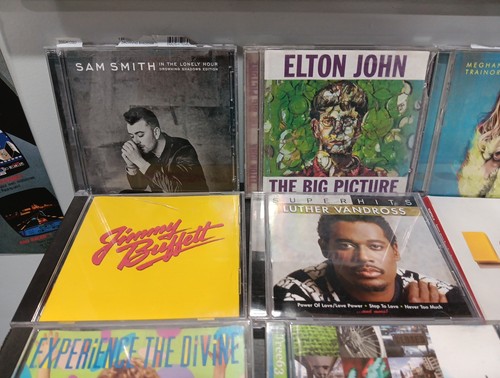 SAM SMITH
IN THE LONELY HOUR
DROWNING SHADOWS EDITION
ELTON JOHN
THE BIG PICTURE
MEGHAN
TRAINOR
Jimmy
Buffett
SUPER HITS
LUTHER VANDROSS
Power Of Love/Love Power • Stop To Love • Never Too Much
...and more!
EXPERIENCE THE DIVINE